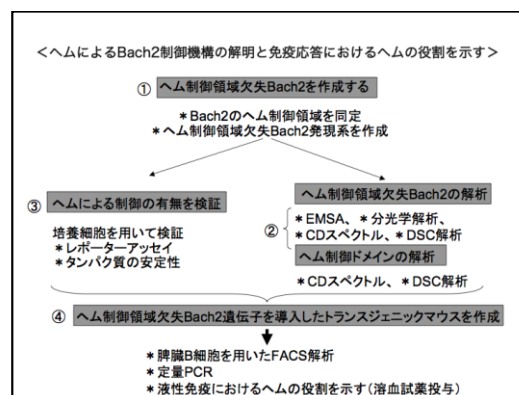 ＜ヘムによるBach2制御機構の解明と免疫応答におけるヘムの役割を示す＞
① ヘム制御領域欠失Bach2を作成する
＊Bach2のヘム制御領域を同定
＊ヘム制御領域欠失Bach2発現系を作成
③ ヘムによる制御の有無を検証
培養細胞を用いて検証
＊レポーターアッセイ
＊タンパク質の安定性
ヘム制御領域欠失Bach2の解析
② ＊EMSA、＊分光学解析、
＊CDスペクトル、＊DSC解析
ヘム制御ドメインの解析
＊CDスペクトル、＊DSC解析
④ ヘム制御領域欠失Bach2遺伝子を導入したトランスジェニックマウスを作成
＊脾臓B細胞を用いたFACS解析
＊定量PCR
＊液性免疫におけるヘムの役割を示す（溶血試薬投与）